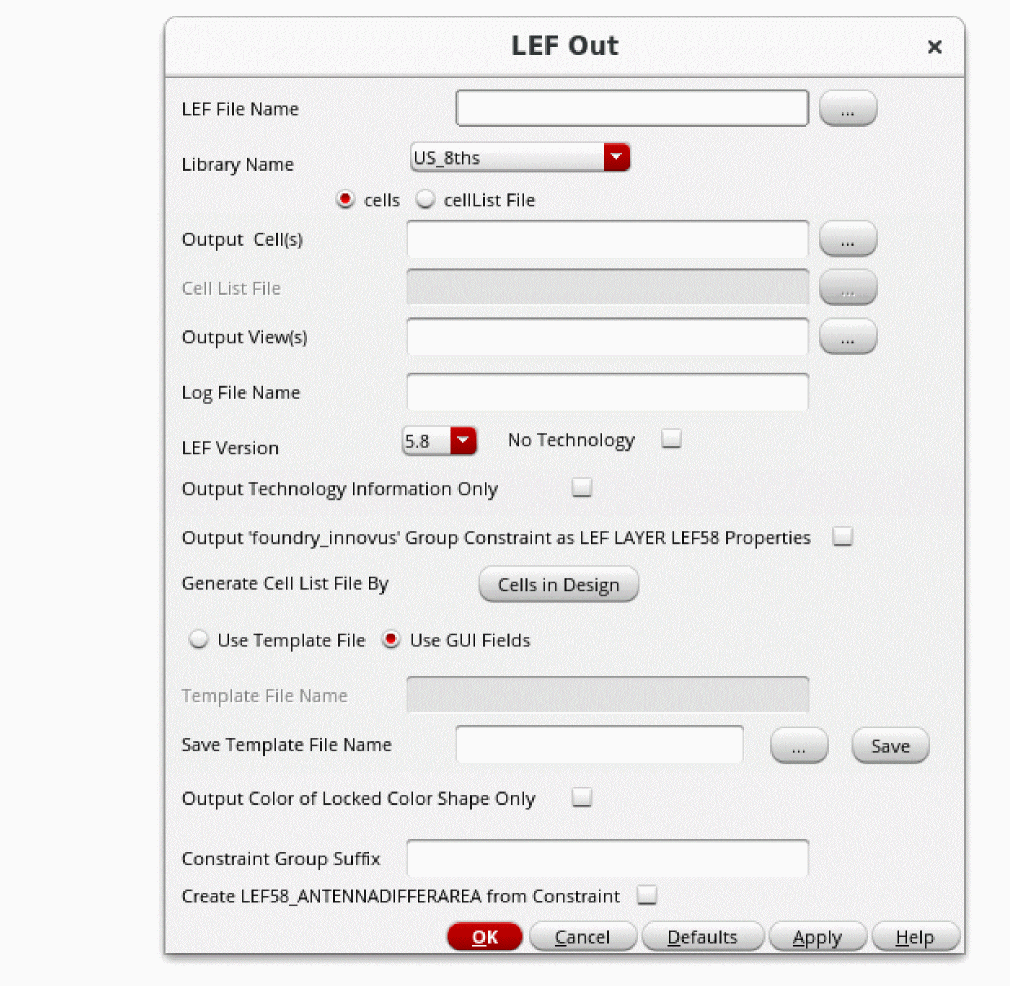 LEF Out
LEF File Name ...
Library Name US_8ths
cells cellList File
Output Cell(s) ...
Cell List File ...
Output View(s) ...
Log File Name
LEF Version 5.8 No Technology
Output Technology Information Only
Output 'foundry_innovus' Group Constraint as LEF LAYER LEF58 Properties
Generate Cell List File By Cells in Design
Use Template File Use GUI Fields
Template File Name
Save Template File Name ... Save
Output Color of Locked Color Shape Only
Constraint Group Suffix
Create LEF58_ANTENNADIFFERAREA from Constraint
OK Cancel Defaults Apply Help